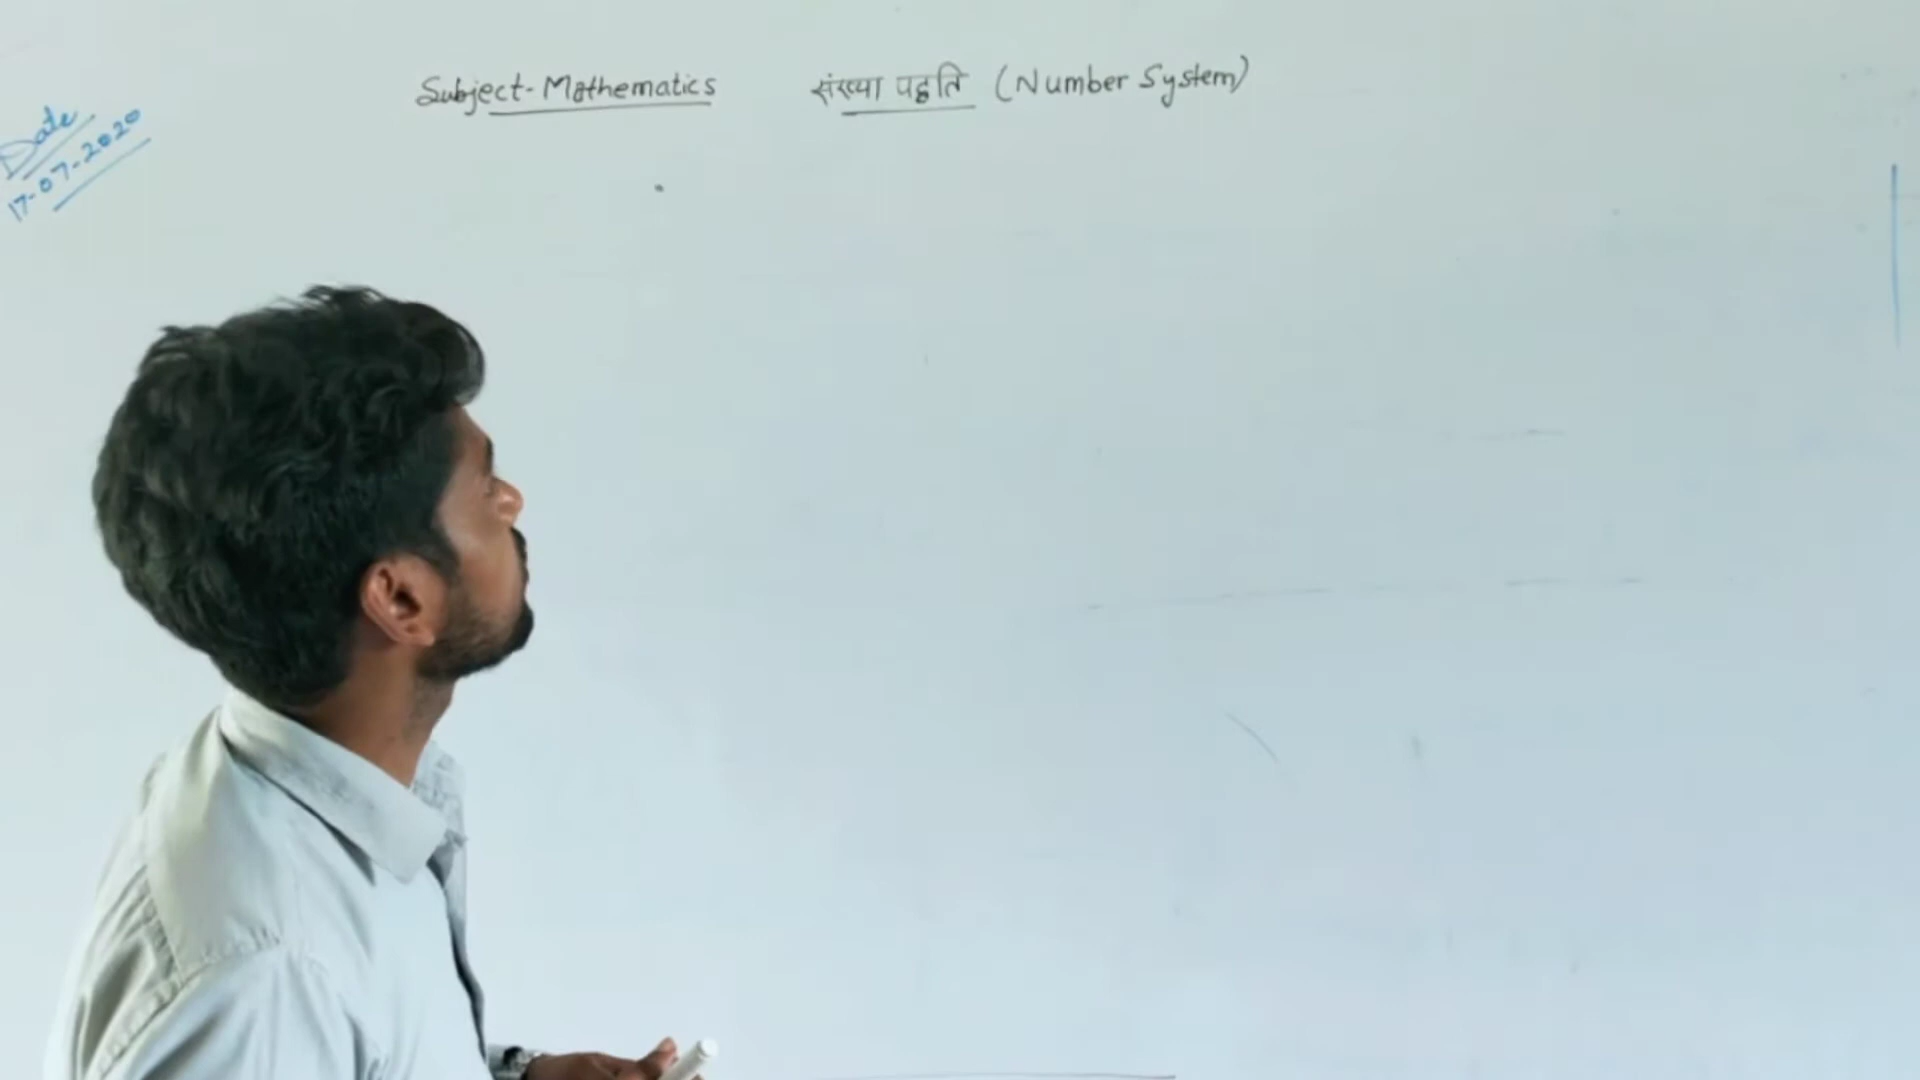 Subject-Mathematics संख्या पद्धति (Number System)
Date
17-07-2020